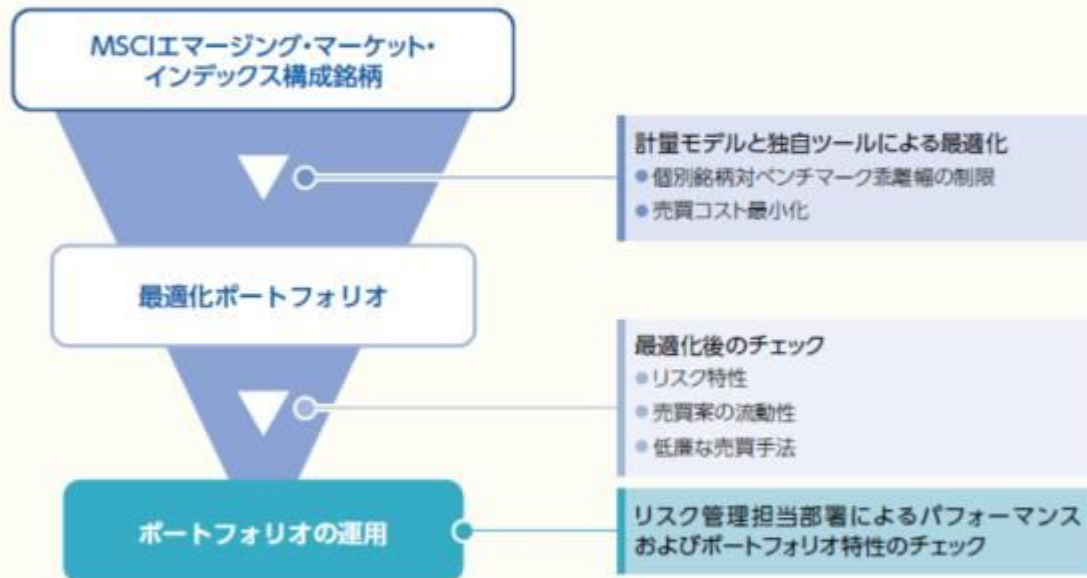 MSCIエマージング・マーケット・
インデックス構成銘柄
計量モデルと独自ツールによる最適化
●個別銘柄対ベンチマーク乖離幅の制限
●売買コスト最小化
最適化ポートフォリオ
最適化後のチェック
●リスク特性
●売買案の流動性
●低廉な売買手法
ポートフォリオの運用
リスク管理担当部署によるパフォーマンス
およびポートフォリオ特性のチェック